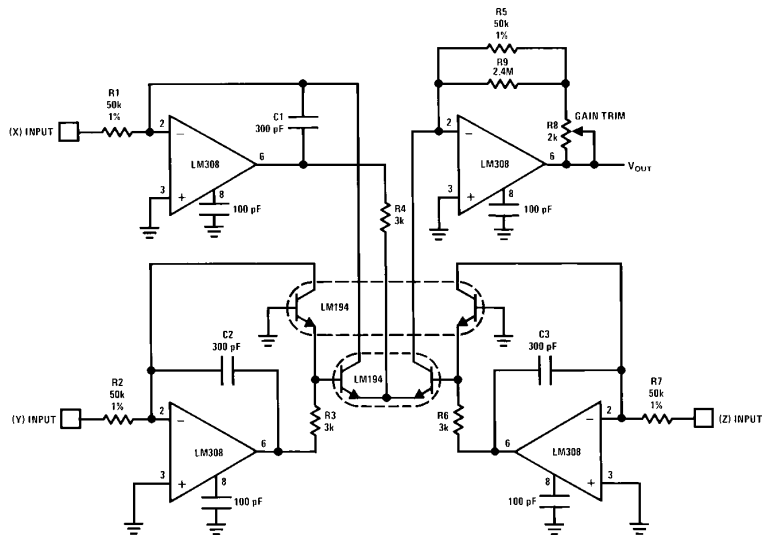 R1
50k
1%
(X) INPUT
2
3
6
8
LM308
100 pF
C1
300 pF
R4
3k
R5
50k
1%
R9
2.4M
R8
2k
GAIN TRIM
2
3
6
8
LM308
100 pF
VOUT
LM194
LM194
C2
300 pF
R2
50k
1%
(Y) INPUT
2
3
6
8
LM308
100 pF
R3
3k
R6
3k
C3
300 pF
R7
50k
1%
(Z) INPUT
2
3
6
8
LM308
100 pF